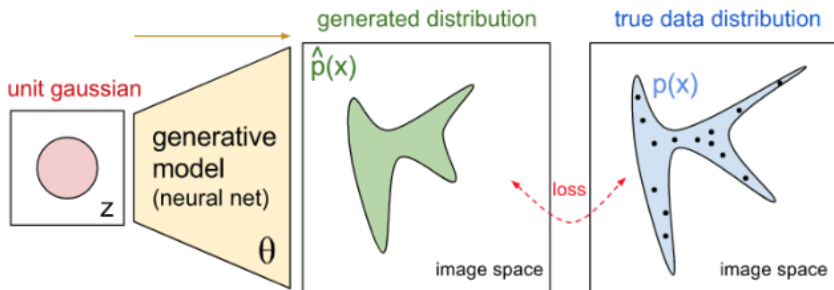 generated distribution
true data distribution
unit gaussian
z
generative
model
(neural net)
θ
p̂(x)
image space
loss
p(x)
image space